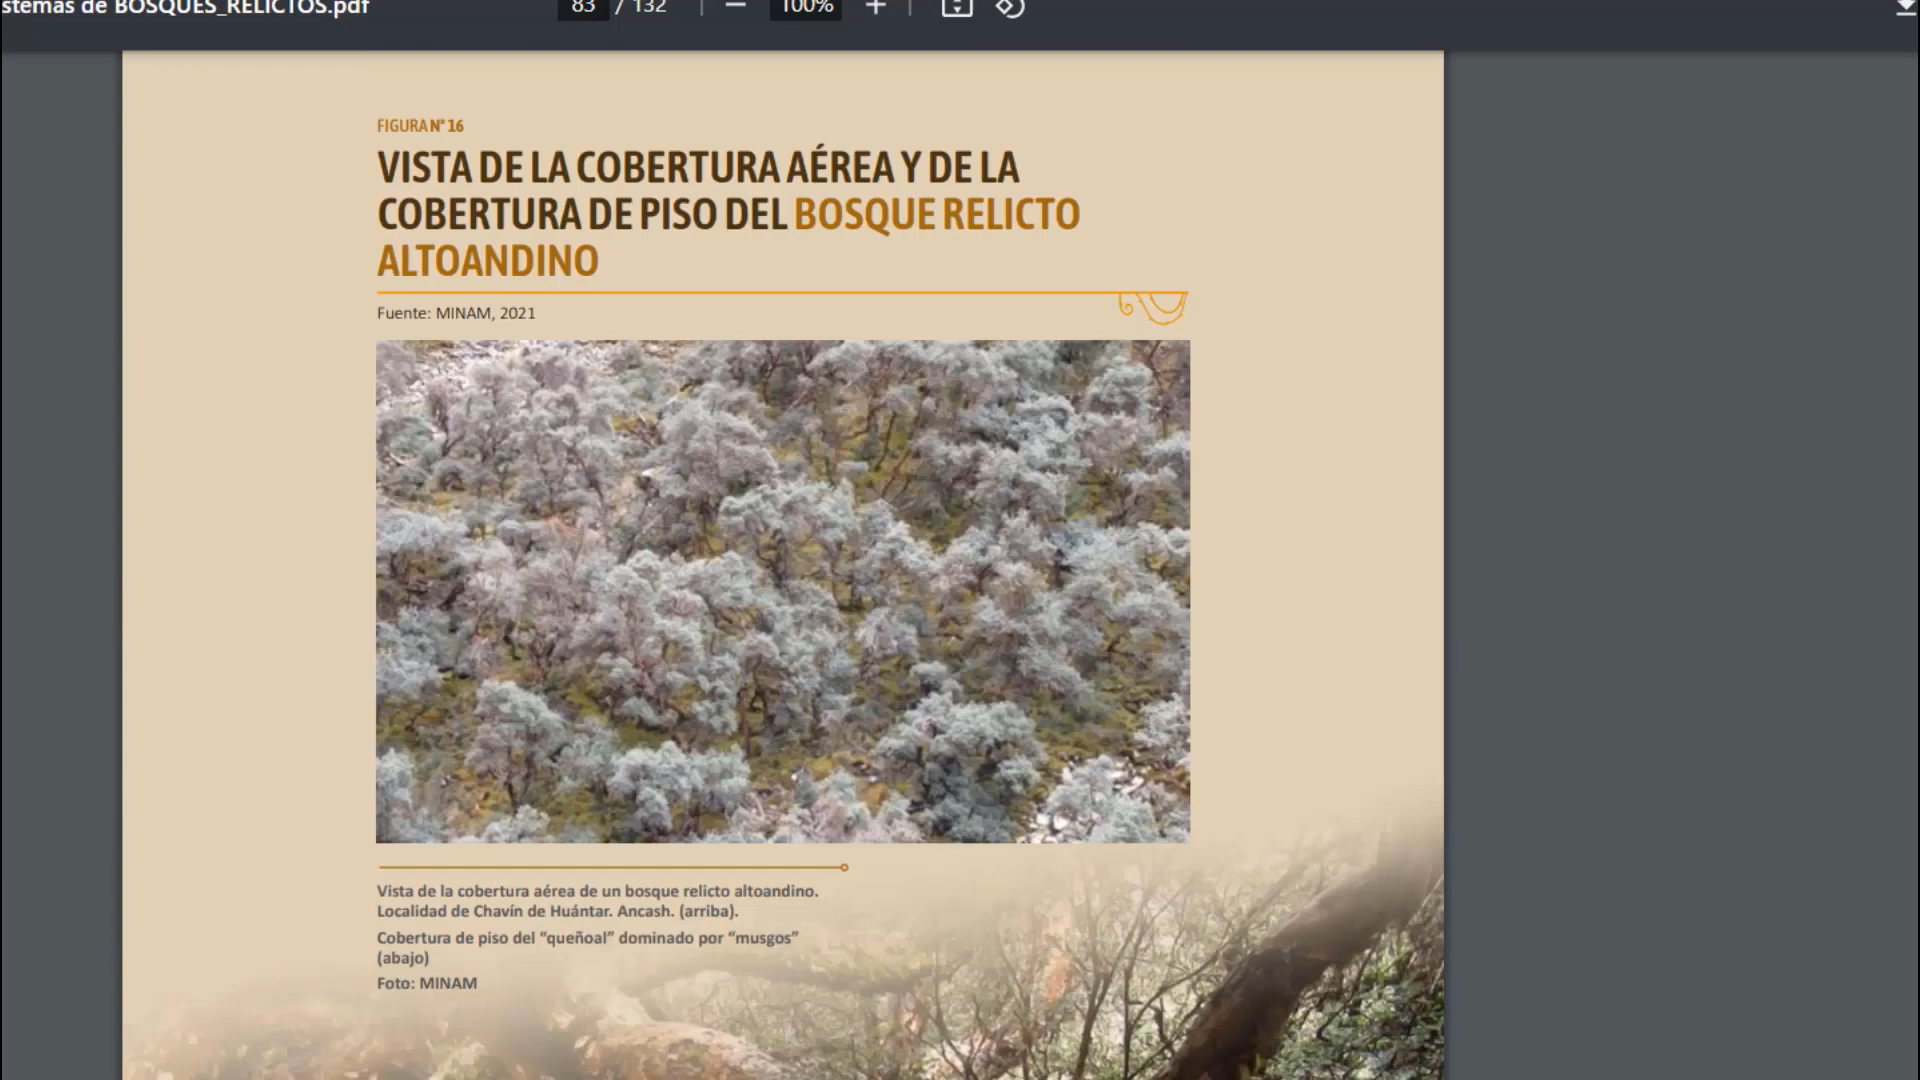 stemas de BOSQUES_RELICTOS.pdf 83 / 132 100%
FIGURA N° 16
VISTA DE LA COBERTURA AÉREA Y DE LA
COBERTURA DE PISO DEL BOSQUE RELICTO
ALTOANDINO
Fuente: MINAM, 2021
Vista de la cobertura aérea de un bosque relicto altoandino.
Localidad de Chavín de Huántar. Ancash. (arriba).
Cobertura de piso del “queñoal” dominado por “musgos”
(abajo)
Foto: MINAM